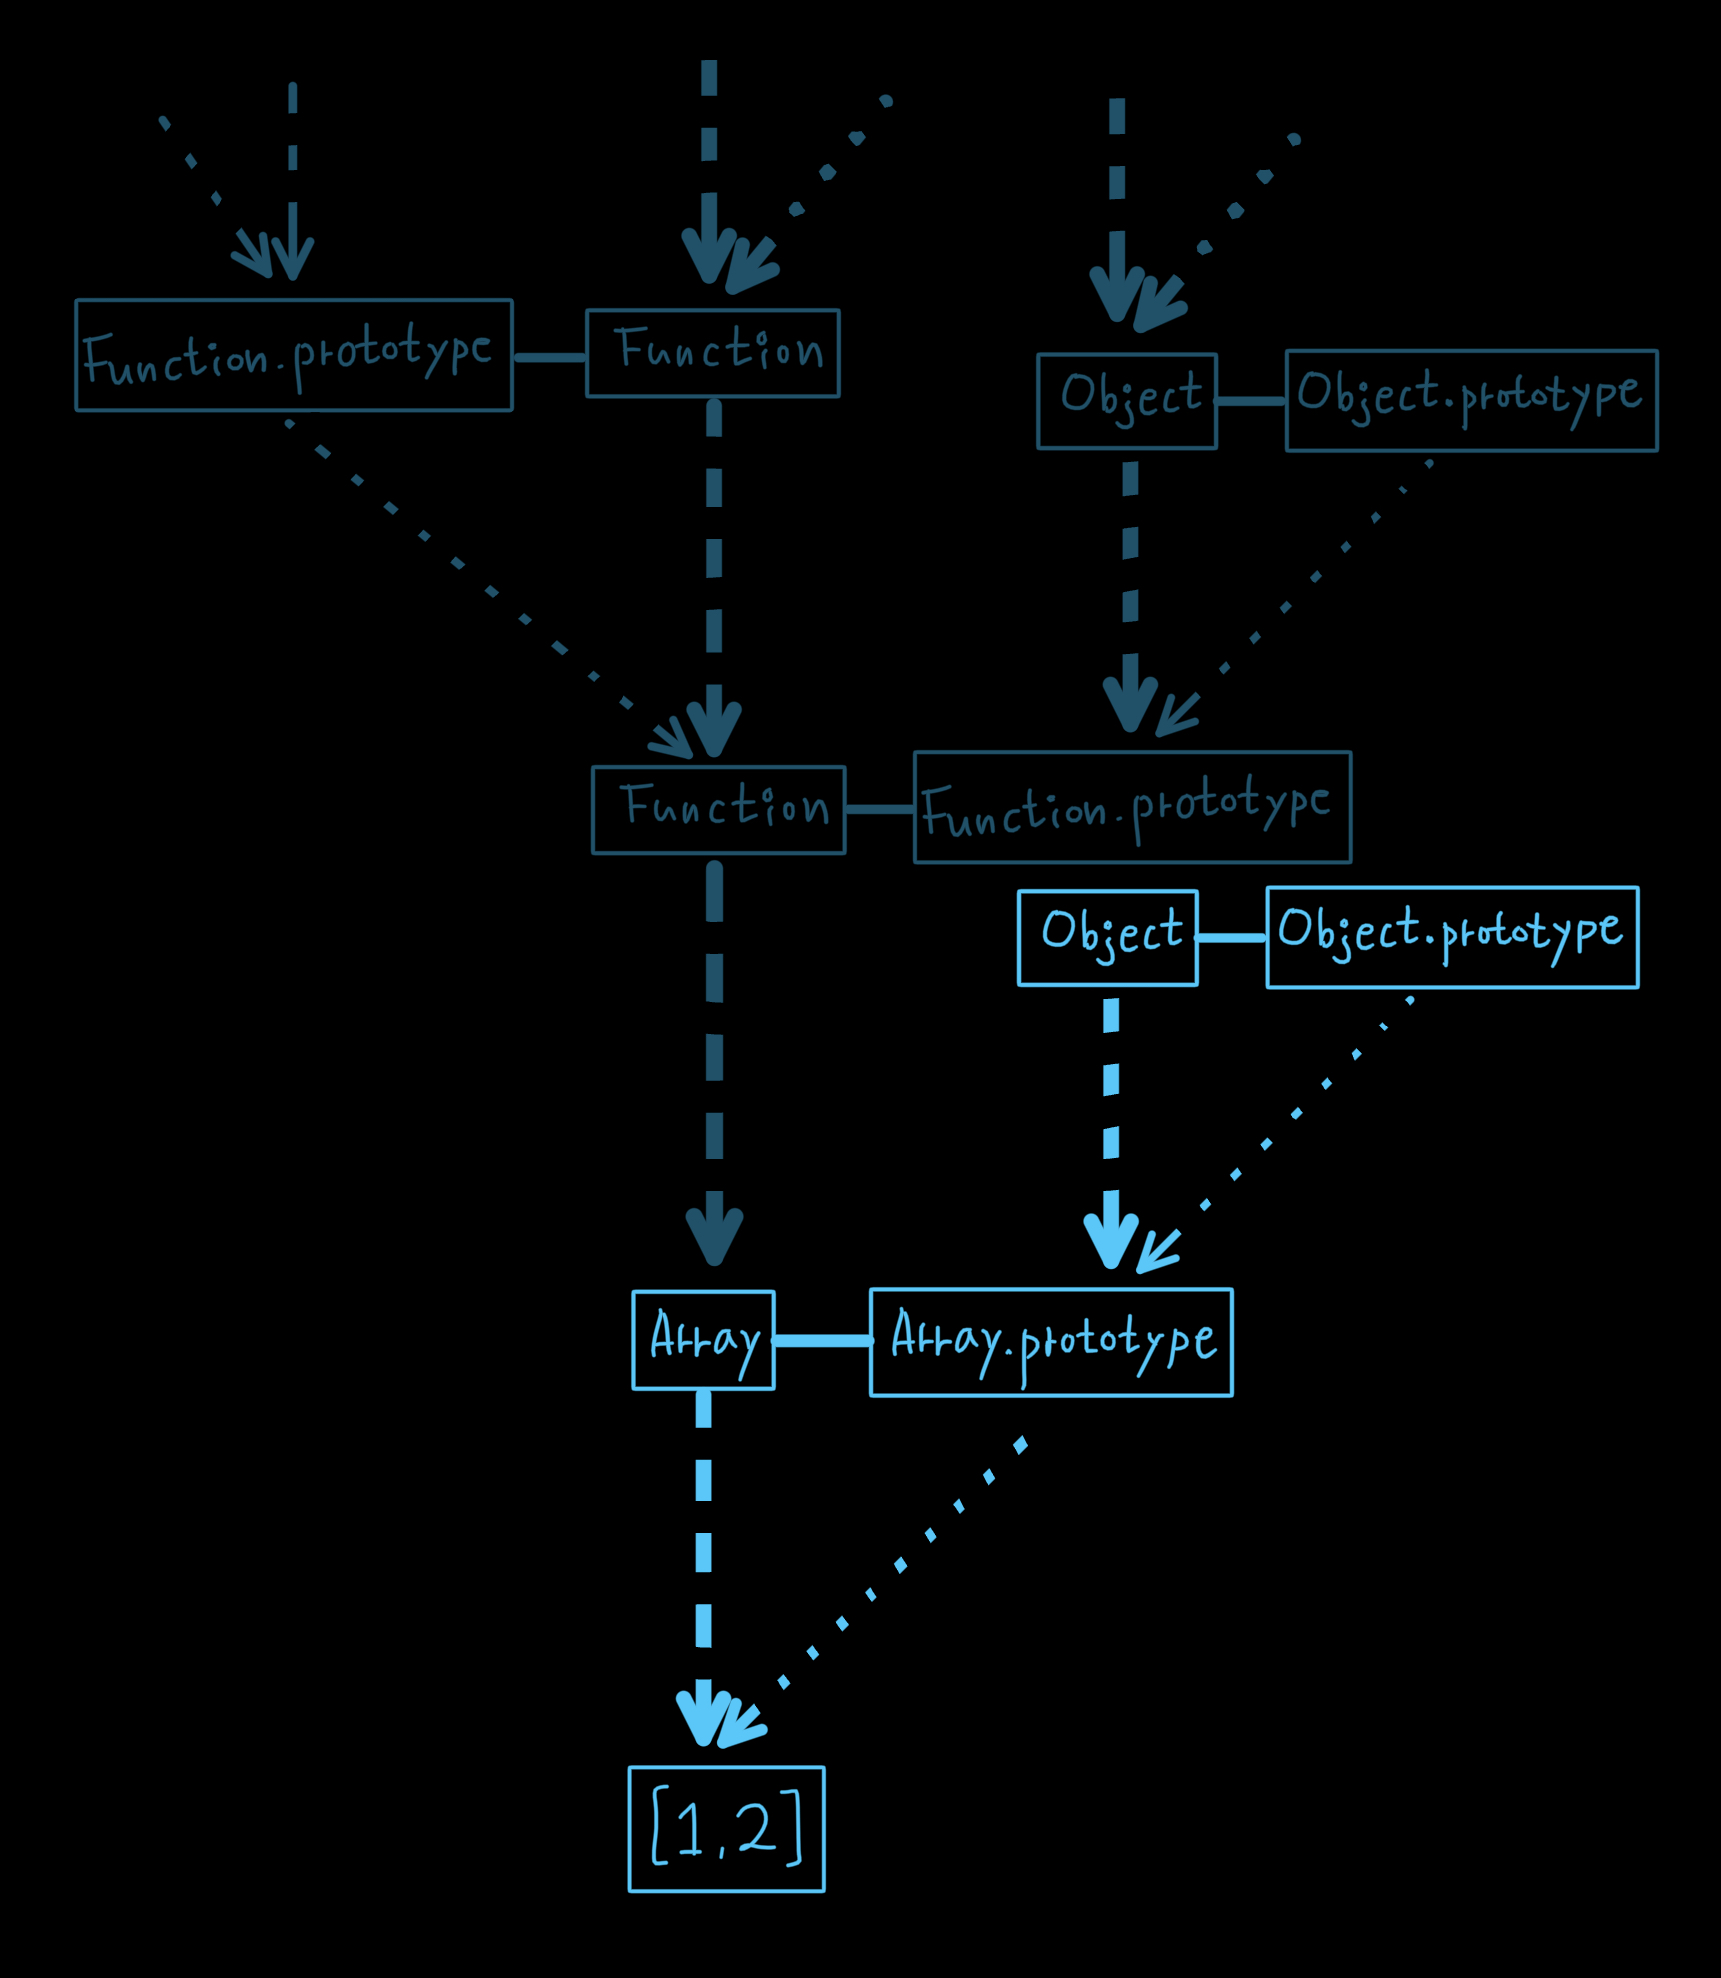 Function.prototype
Function
Object
Object.prototype
Function
Function.prototype
Object
Object.prototype
Array
Array.prototype
[1,2]